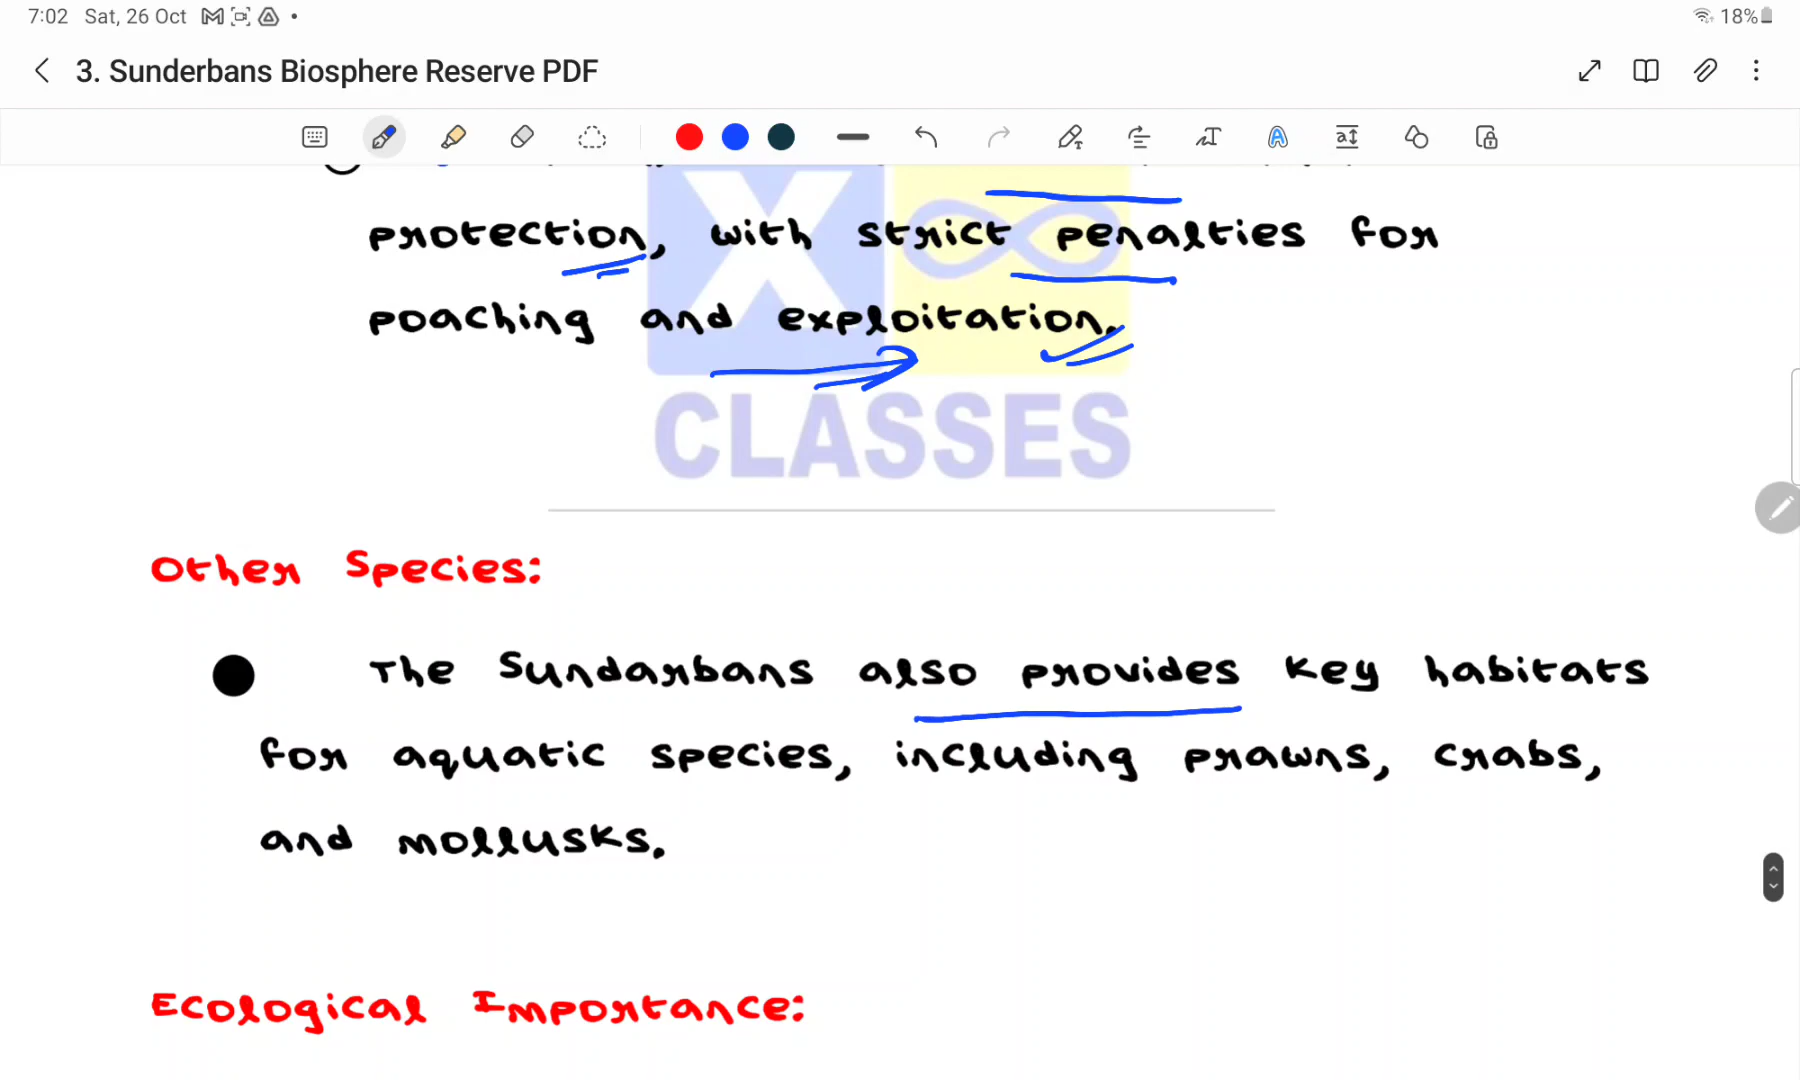 7:02 Sat, 26 Oct
18%
3. Sunderbans Biosphere Reserve PDF
protection, with strict penalties for
poaching and exploitation.
X
CLASSES
Other Species:
The Sundarbans also provides key habitats
for aquatic species, including prawns, crabs,
and mollusks.
Ecological Importance: